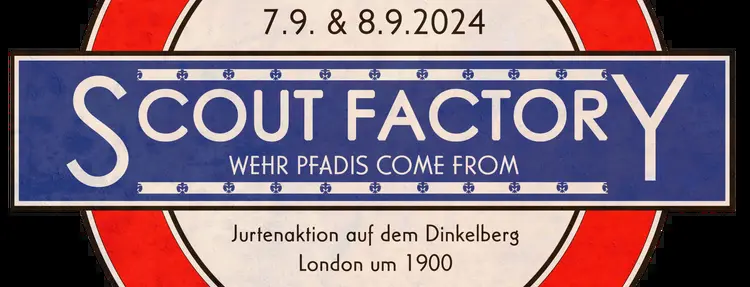 7.9. & 8.9.2024
SCOUT FACTORY
WEHR PFADIS COME FROM
Jurtenaktion auf dem Dinkelberg
London um 1900